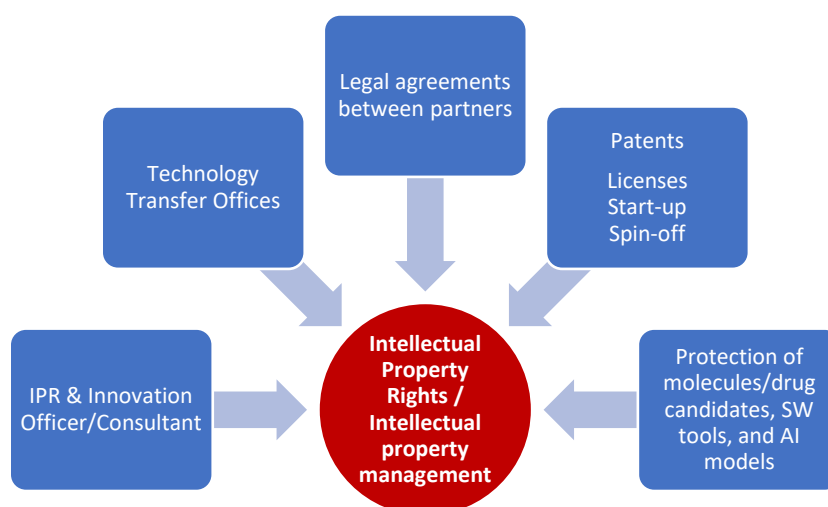 Legal agreements
between partners
Technology
Transfer Offices
Patents
Licenses
Start-up
Spin-off
IPR & Innovation
Officer/Consultant
Intellectual
Property
Rights /
Intellectual
property
management
Protection of
molecules/drug
candidates, SW
tools, and AI
models